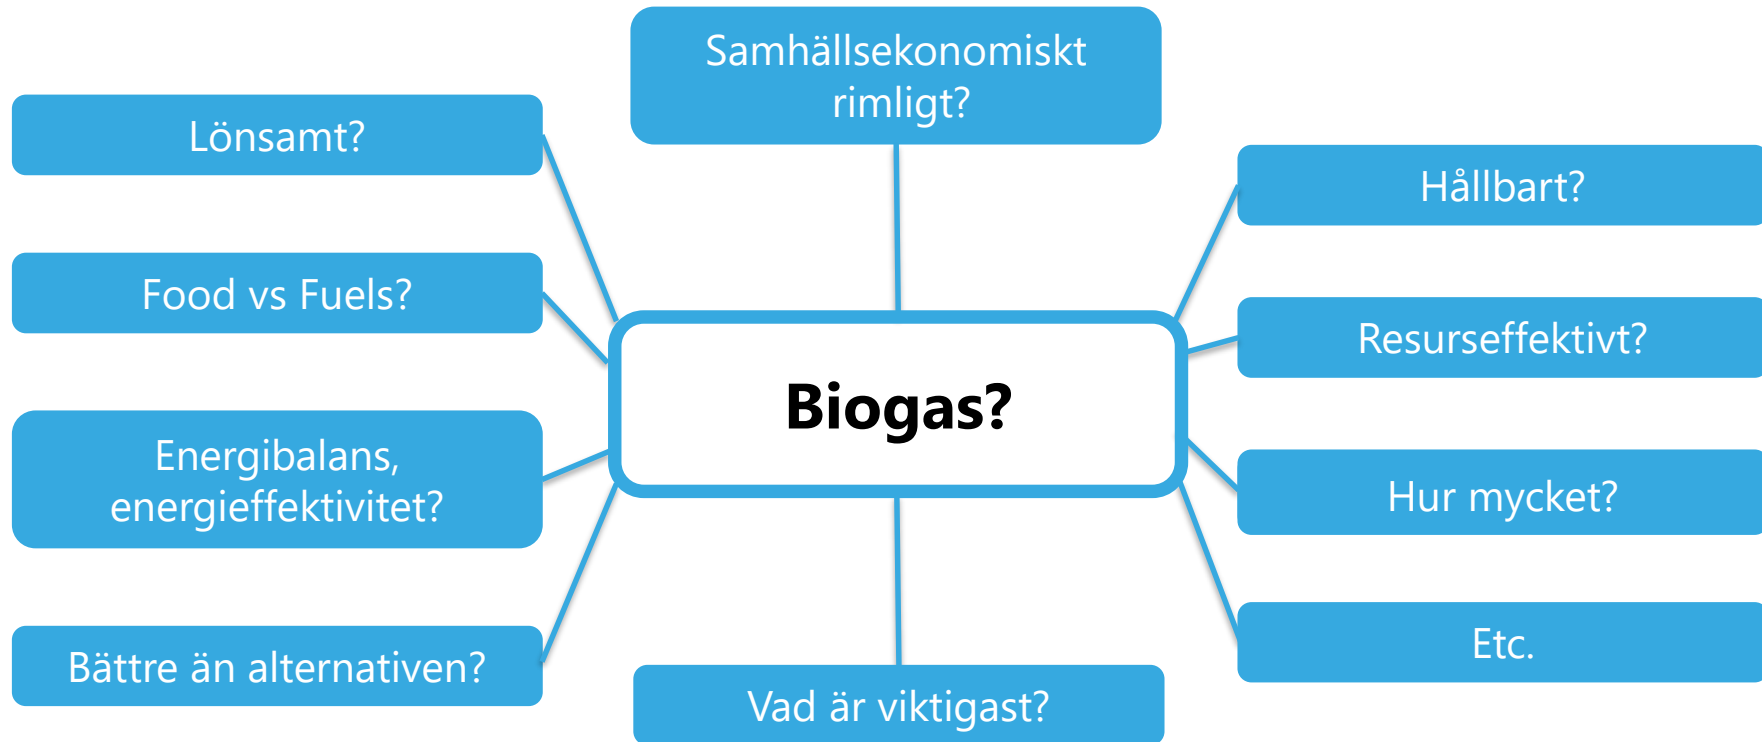 Samhällsekonomiskt
rimligt?
Lönsamt?
Hållbart?
Food vs Fuels?
Resurseffektivt?
Biogas?
Energibalans,
energieffektivitet?
Hur mycket?
Bättre än alternativen?
Etc.
Vad är viktigast?